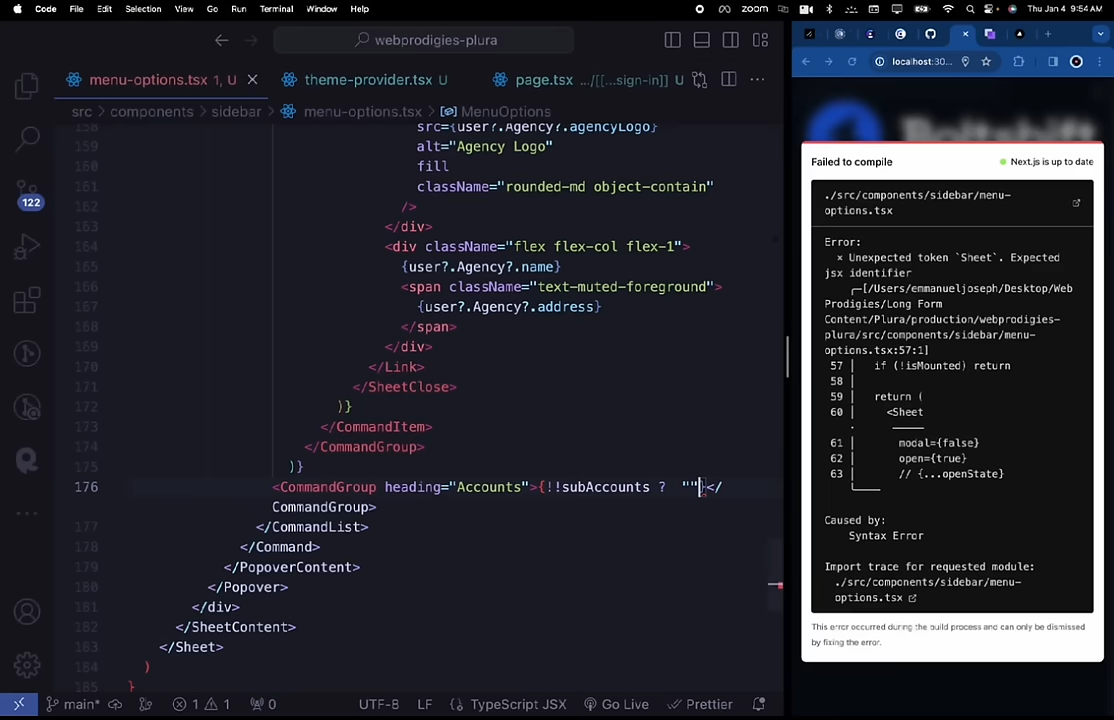 Code File Edit Selection View Go Run Terminal Window Help zoom Thu Jan 4 9:54 AM
webprodigies-plura
menu-options.tsx 1, U theme-provider.tsx U page.tsx .../[[...sign-in]] U
src > components > sidebar > menu-options.tsx > MenuOptions
localhost:30...
158 src={user?.Agency?.agencyLogo}
159 alt="Agency Logo"
160 fill
161 className="rounded-md object-contain"
162 />
163 </div>
164 <div className="flex flex-col flex-1">
165 {user?.Agency?.name}
166 <span className="text-muted-foreground">
167 {user?.Agency?.address}
168 </span>
169 </div>
170 </Link>
171 </SheetClose>
172 )}
173 </CommandItem>
174 </CommandGroup>
175 )}
176 <CommandGroup heading="Accounts">{!!subAccounts ?  ""}</
CommandGroup>
177 </CommandList>
178 </Command>
179 </PopoverContent>
180 </Popover>
181 </div>
182 </SheetContent>
183 </Sheet>
184 )
185 }
122
main* 1 1 0 UTF-8 LF TypeScript JSX Go Live Prettier
Failed to compile
Next.js is up to date
./src/components/sidebar/menu-
options.tsx
Error:
× Unexpected token `Sheet`. Expected
jsx identifier
[/Users/emmanueljoseph/Desktop/Web
Prodigies/Long Form
Content/Plura/production/webprodigies-
plura/src/components/sidebar/menu-
options.tsx:57:1]
57 | if (!isMounted) return
58 |
59 | return (
60 | <Sheet
61 | modal={false}
62 | open={true}
63 | // {...openState}
Caused by:
Syntax Error
Import trace for requested module:
./src/components/sidebar/menu-
options.tsx
This error occurred during the build process and can only be dismissed
by fixing the error.